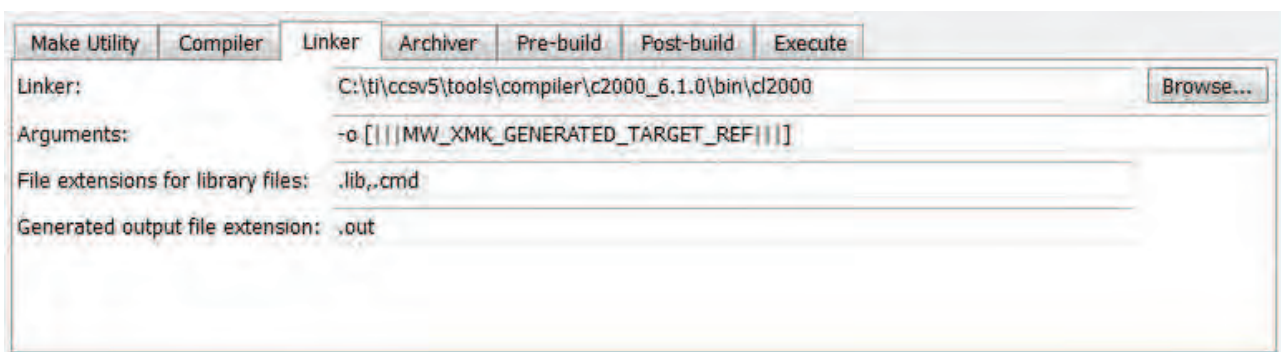 Make Utility Compiler Linker Archiver Pre-build Post-build Execute
Linker: C:\ti\ccsv5\tools\compiler\c2000_6.1.0\bin\cl2000 Browse...
Arguments: -o [|||MW_XMK_GENERATED_TARGET_REF|||]
File extensions for library files: .lib,.cmd
Generated output file extension: .out